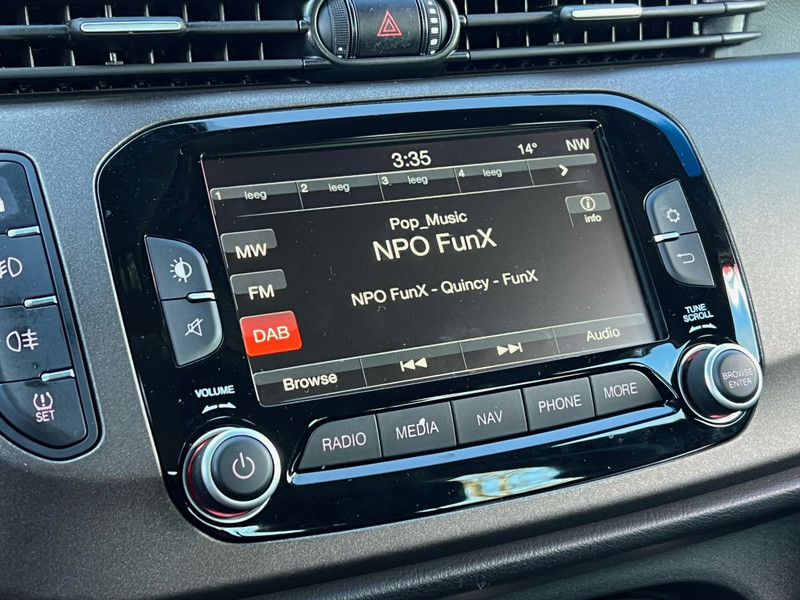 3:35 14° NW
1 leeg 2 leeg 3 leeg 4 leeg
Pop_Music
NPO FunX
NPO FunX - Quincy - FunX
info
MW
FM
DAB
Browse Audio
VOLUME
TUNE
SCROLL
BROWSE
ENTER
RADIO MEDIA NAV PHONE MORE
SET